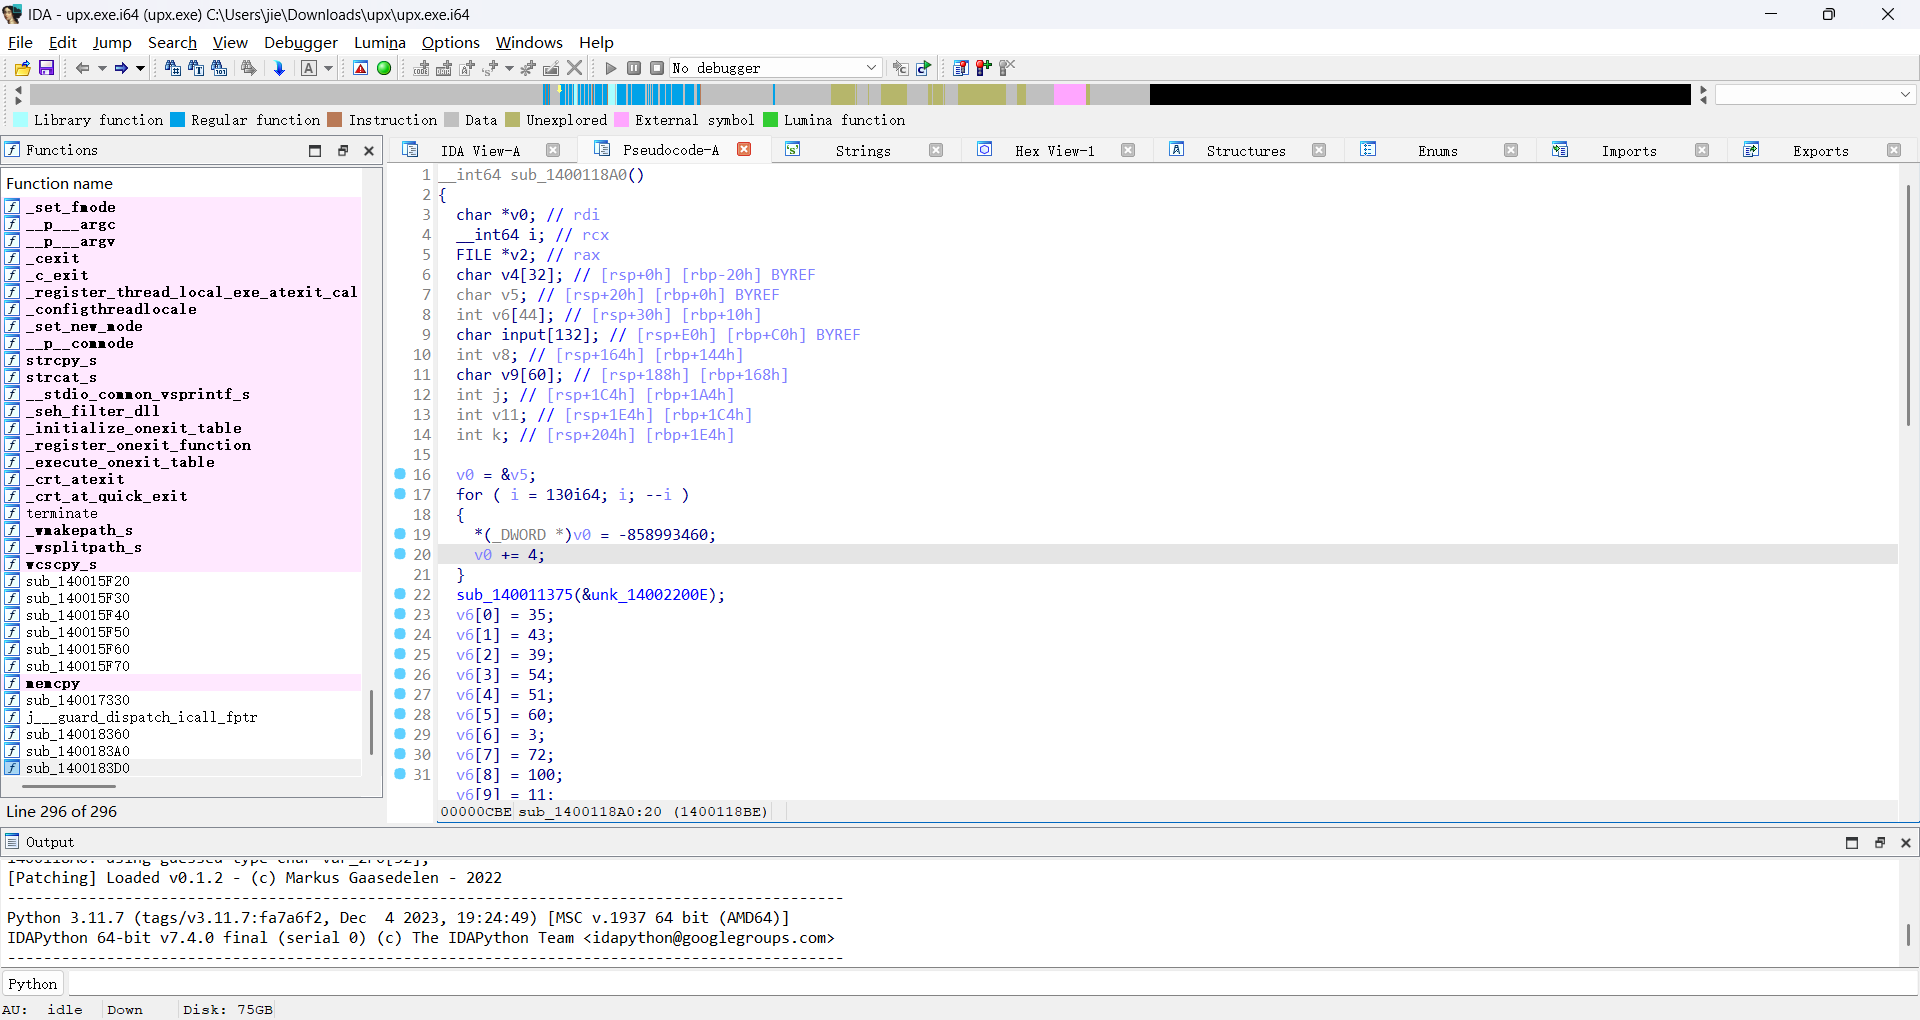 IDA - upx.exe.i64 (upx.exe) C:\Users\jie\Downloads\upx\upx.exe.i64
File Edit Jump Search View Debugger Lumina Options Windows Help
No debugger
Library function Regular function Instruction Data Unexplored External symbol Lumina function
Functions
IDA View-A Pseudocode-A Strings Hex View-1 Structures Enums Imports Exports
Function name
_set_fmode
__p___argc
__p___argv
_cexit
_c_exit
_register_thread_local_exe_atexit_cal
_configthreadlocale
_set_new_mode
__p__commode
strcpy_s
strcat_s
__stdio_common_vsprintf_s
_seh_filter_dll
_initialize_onexit_table
_register_onexit_function
_execute_onexit_table
_crt_atexit
_crt_at_quick_exit
terminate
_wmakepath_s
_wsplitpath_s
wcscpy_s
sub_140015F20
sub_140015F30
sub_140015F40
sub_140015F50
sub_140015F60
sub_140015F70
memcpy
sub_140017330
j___guard_dispatch_icall_fptr
sub_140018360
sub_1400183A0
sub_1400183D0
Line 296 of 296
1 __int64 sub_1400118A0()
2 {
3 char *v0; // rdi
4 __int64 i; // rcx
5 FILE *v2; // rax
6 char v4[32]; // [rsp+0h] [rbp-20h] BYREF
7 char v5; // [rsp+20h] [rbp+0h] BYREF
8 int v6[44]; // [rsp+30h] [rbp+10h]
9 char input[132]; // [rsp+E0h] [rbp+C0h] BYREF
10 int v8; // [rsp+164h] [rbp+144h]
11 char v9[60]; // [rsp+188h] [rbp+168h]
12 int j; // [rsp+1C4h] [rbp+1A4h]
13 int v11; // [rsp+1E4h] [rbp+1C4h]
14 int k; // [rsp+204h] [rbp+1E4h]
15
16 v0 = &v5;
17 for ( i = 130i64; i; --i )
18 {
19 *(_DWORD *)v0 = -858993460;
20 v0 += 4;
21 }
22 sub_140011375(&unk_14002200E);
23 v6[0] = 35;
24 v6[1] = 43;
25 v6[2] = 39;
26 v6[3] = 54;
27 v6[4] = 51;
28 v6[5] = 60;
29 v6[6] = 3;
30 v6[7] = 72;
31 v6[8] = 100;
v6[9] = 11;
00000CBE sub_1400118A0:20 (1400118BE)
Output
1400118A0: using guessed type char var_2F0[32];
[Patching] Loaded v0.1.2 - (c) Markus Gaasedelen - 2022
---------------------------------------------------------------------------------------------
Python 3.11.7 (tags/v3.11.7:fa7a6f2, Dec  4 2023, 19:24:49) [MSC v.1937 64 bit (AMD64)]
IDAPython 64-bit v7.4.0 final (serial 0) (c) The IDAPython Team <idapython@googlegroups.com>
---------------------------------------------------------------------------------------------
Python
AU: idle Down Disk: 75GB